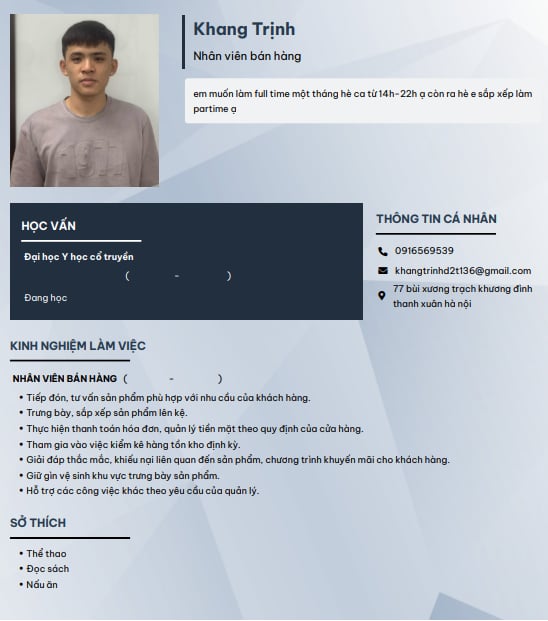 Khang Trịnh
Nhân viên bán hàng
em muốn làm full time một tháng hè ca từ 14h-22h ạ còn ra hè e sắp xếp làm
partime ạ
HỌC VẤN
Đại học Y học cổ truyền
( - )
Đang học
THÔNG TIN CÁ NHÂN
0916569539
khangtrinhd2t136@gmail.com
77 bùi xương trạch khương đình
thanh xuân hà nội
KINH NGHIỆM LÀM VIỆC
NHÂN VIÊN BÁN HÀNG ( - )
• Tiếp đón, tư vấn sản phẩm phù hợp với nhu cầu của khách hàng.
• Trưng bày, sắp xếp sản phẩm lên kệ.
• Thực hiện thanh toán hóa đơn, quản lý tiền mặt theo quy định của cửa hàng.
• Tham gia vào việc kiểm kê hàng tồn kho định kỳ.
• Giải đáp thắc mắc, khiếu nại liên quan đến sản phẩm, chương trình khuyến mãi cho khách hàng.
• Giữ gìn vệ sinh khu vực trưng bày sản phẩm.
• Hỗ trợ các công việc khác theo yêu cầu của quản lý.
SỞ THÍCH
• Thể thao
• Đọc sách
• Nấu ăn